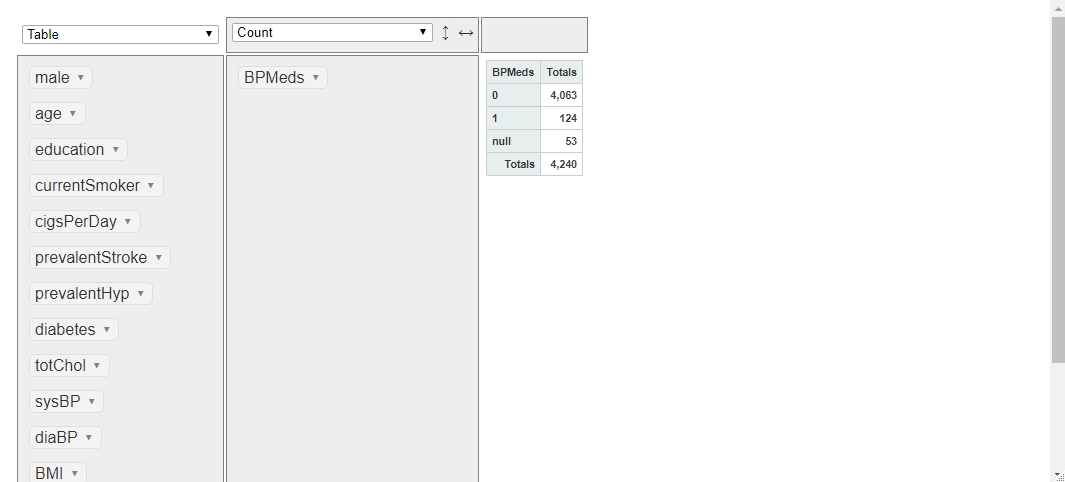 Table
Count
male
age
education
currentSmoker
cigsPerDay
prevalentStroke
prevalentHyp
diabetes
totChol
sysBP
diaBP
BMI
BPMeds
BPMeds Totals
0 4,063
1 124
null 53
Totals 4,240